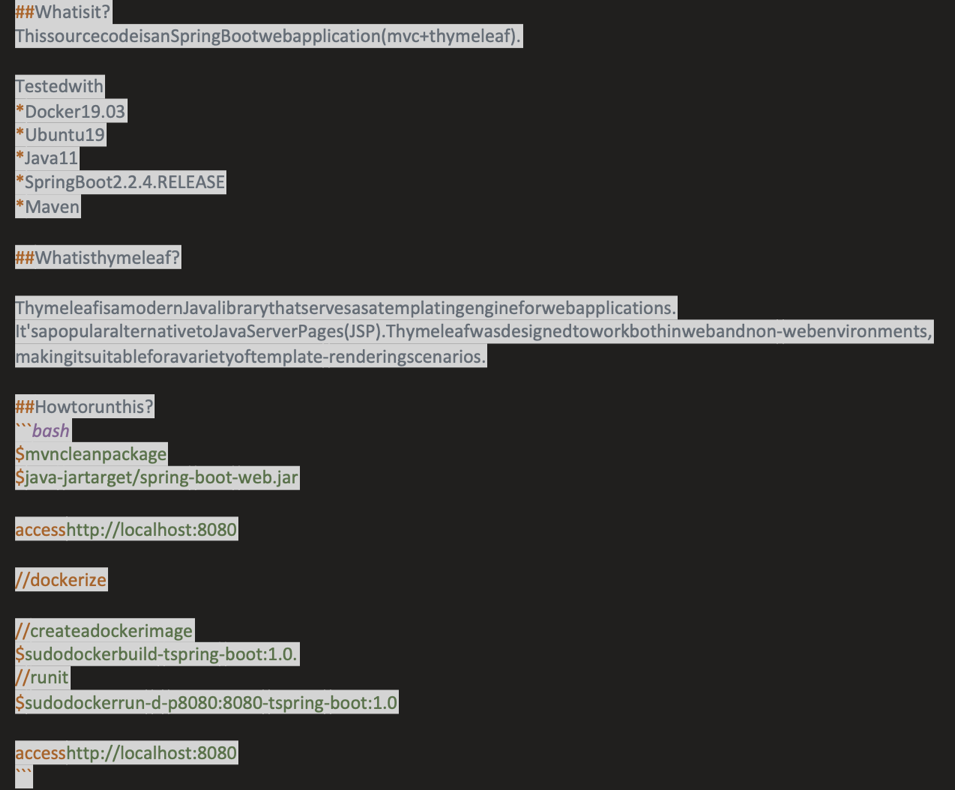 ##Whatisit?
ThissourcecodeisanSpringBootwebapplication(mvc+thymeleaf).
Testedwith
*Docker19.03
*Ubuntu19
*Java11
*SpringBoot2.2.4.RELEASE
*Maven
##Whatisthymeleaf?
ThymeleafisamodernJavalibrarythatservesasatemplatingengineforwebapplications.
It'sapopularalternativetoJavaServerPages(JSP).Thymeleafwasdesignedtoworkbothinwebandnon-webenvironments,
makingitsuitableforavarietyoftemplate-renderingscenarios.
##Howtorunthis?
```bash
$mvncleanpackage
$java-jartarget/spring-boot-web.jar
accesshttp://localhost:8080
//dockerize
//createadockerimage
$sudodockerbuild-tspring-boot:1.0.
//runit
$sudodockerrun-d-p8080:8080-tspring-boot:1.0
accesshttp://localhost:8080
```